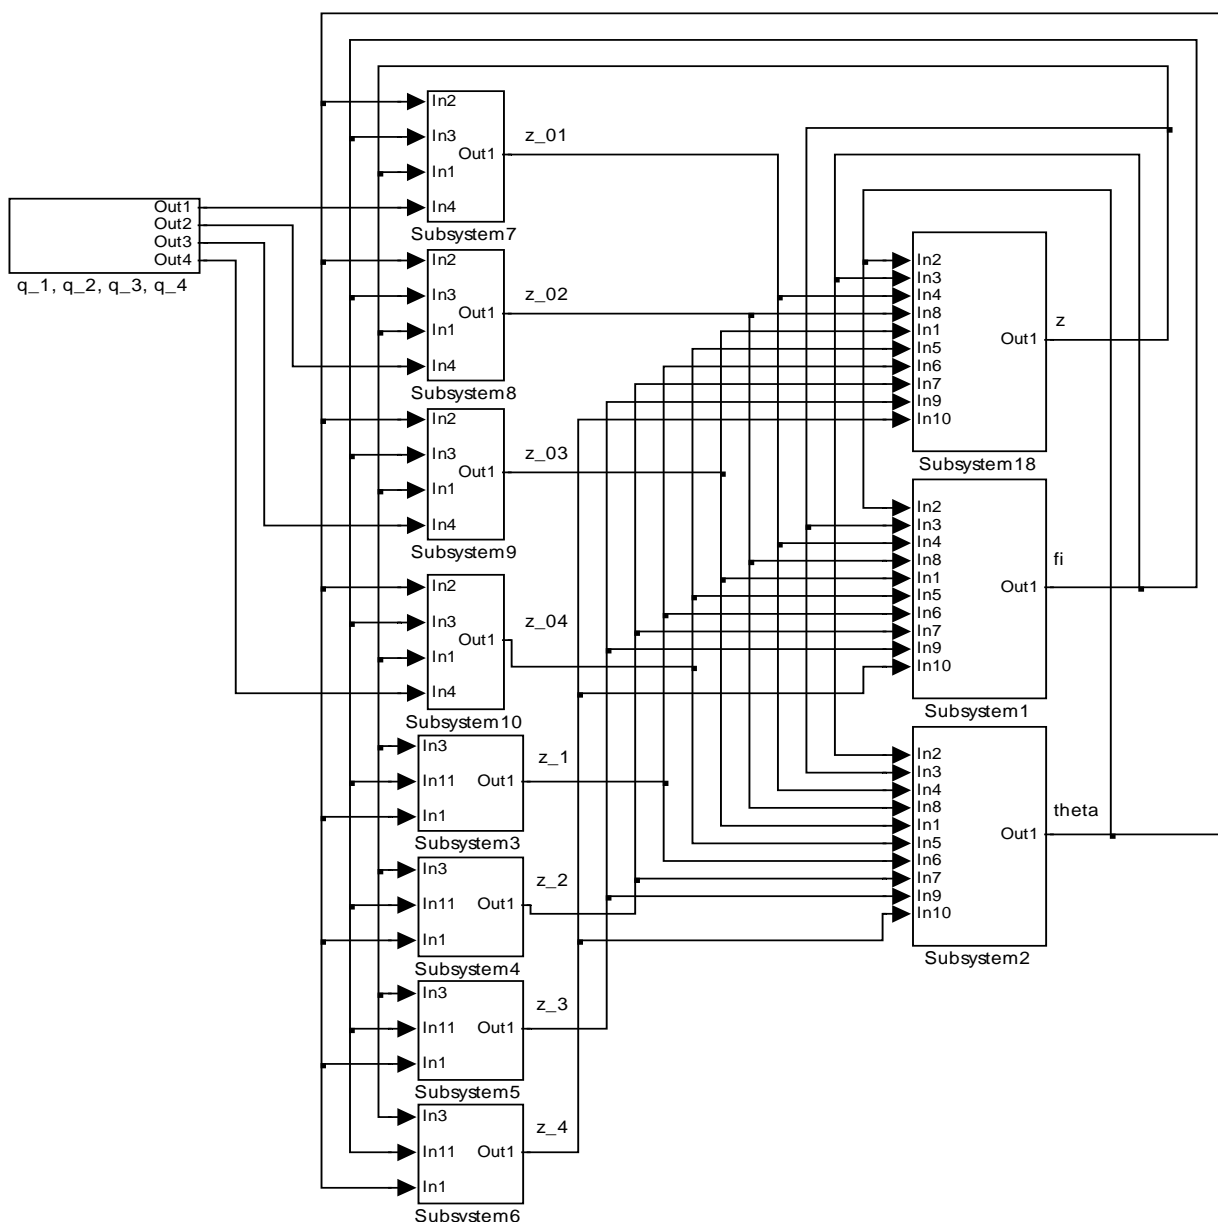 Out1
Out2
Out3
Out4
q_1, q_2, q_3, q_4
In2
In3
In1
In4
Out1
Subsystem7
z_01
In2
In3
In1
In4
Out1
Subsystem8
z_02
In2
In3
In1
In4
Out1
Subsystem9
z_03
In2
In3
In1
In4
Out1
Subsystem10
z_04
In3
In11
In1
Out1
Subsystem3
z_1
In3
In11
In1
Out1
Subsystem4
z_2
In3
In11
In1
Out1
Subsystem5
z_3
In3
In11
In1
Out1
Subsystem6
z_4
In2
In3
In4
In8
In1
In5
In6
In7
In9
In10
Out1
Subsystem18
z
In2
In3
In4
In8
In1
In5
In6
In7
In9
In10
Out1
Subsystem1
fi
In2
In3
In4
In8
In1
In5
In6
In7
In9
In10
Out1
Subsystem2
theta